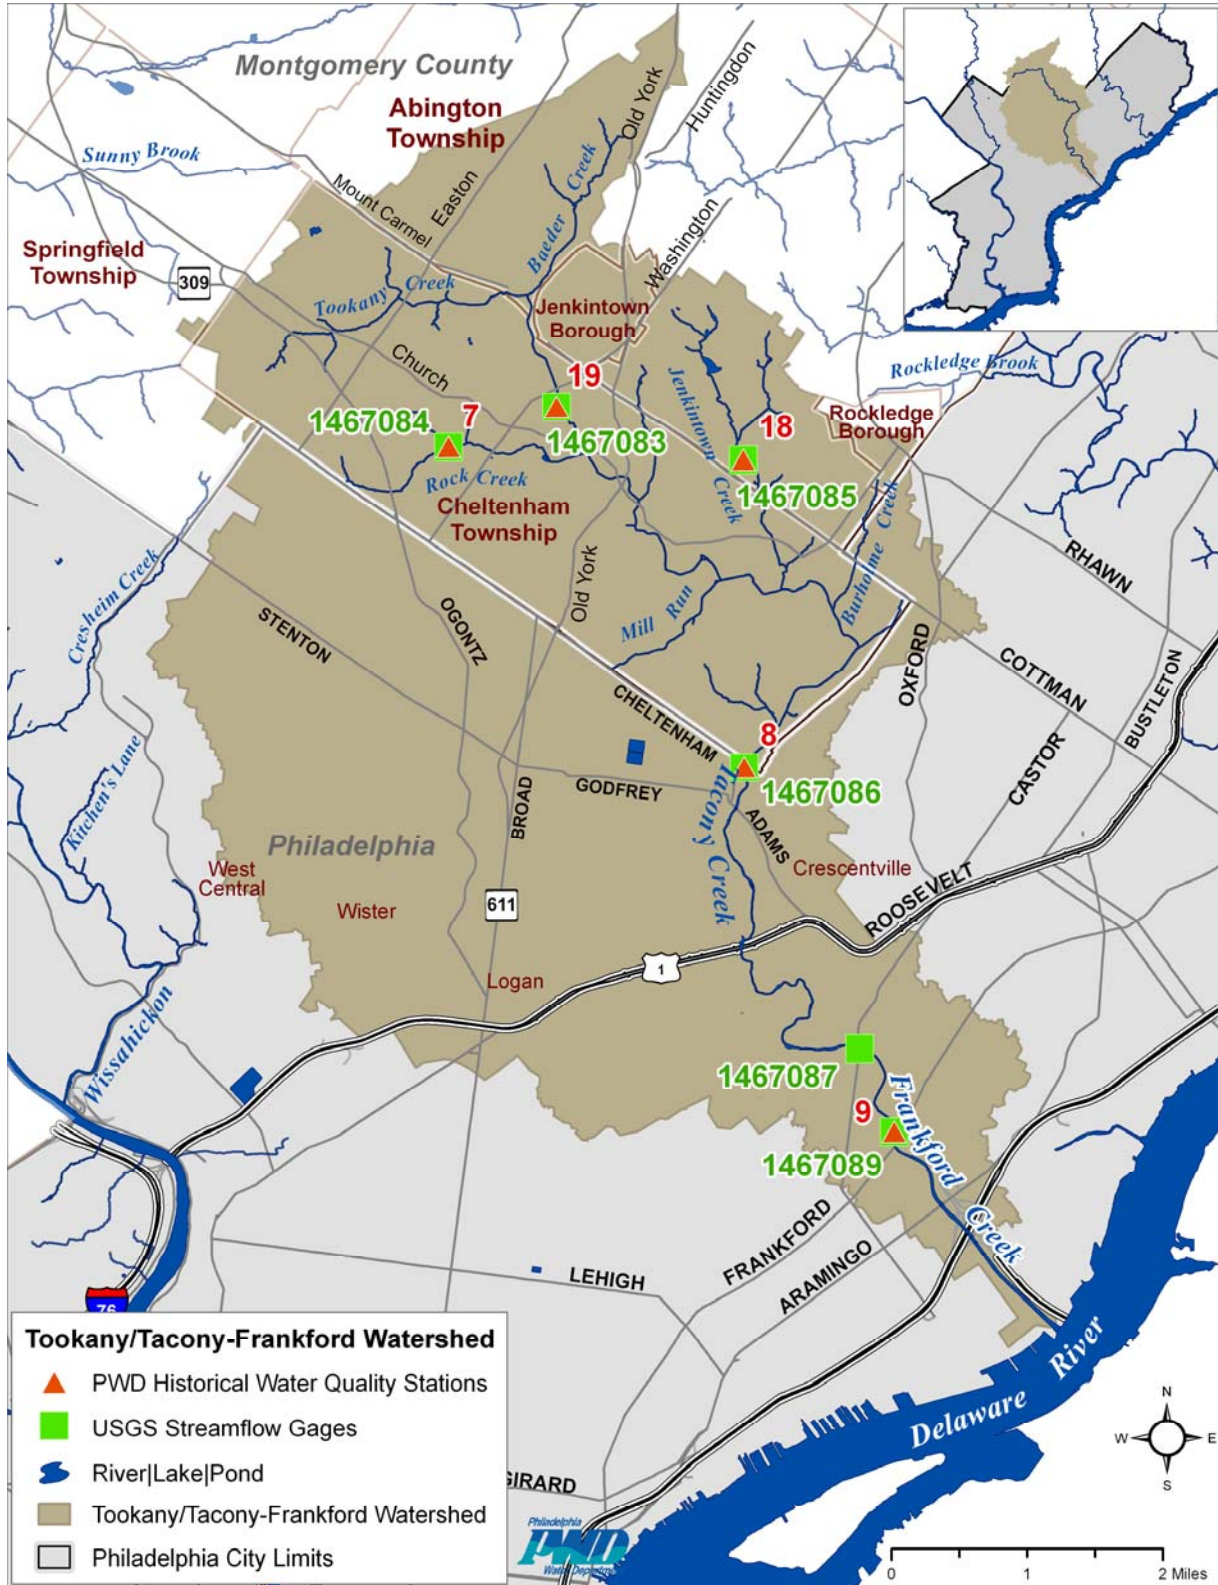 Montgomery County
Abington
Township
Old York
Huntingdon
Sunny Brook
Mount Carmel
Easton
Baeder Creek
Washington
Springfield
Township
309
Tookany Creek
Jenkintown
Borough
Church
Rockledge Brook
19
Jenkintown Creek
Rockledge
Borough
1467084
7
1467083
18
1467085
Rock Creek
Cheltenham
Township
Burholme Creek
RHAWN
Cresheim Creek
Old York
STENTON
OGONTZ
Mill Run
OXFORD
COTTMAN
BUSTLETON
CHELTENHAM
8
CASTOR
Kitchen's Lane
GODFREY
1467086
BROAD
Tacony Creek
ADAMS
Philadelphia
West
Central
Crescentville
ROOSEVELT
Wister
611
1
Logan
Wissahickon
1467087
9
Frankford Creek
1467089
FRANKFORD
ARAMINGO
LEHIGH
76
Delaware River
Tookany/Tacony-Frankford Watershed
PWD Historical Water Quality Stations
USGS Streamflow Gages
River|Lake|Pond
Tookany/Tacony-Frankford Watershed
Philadelphia City Limits
GIRARD
Philadelphia
PWD
Water Department
N
W
E
S
0 1 2 Miles